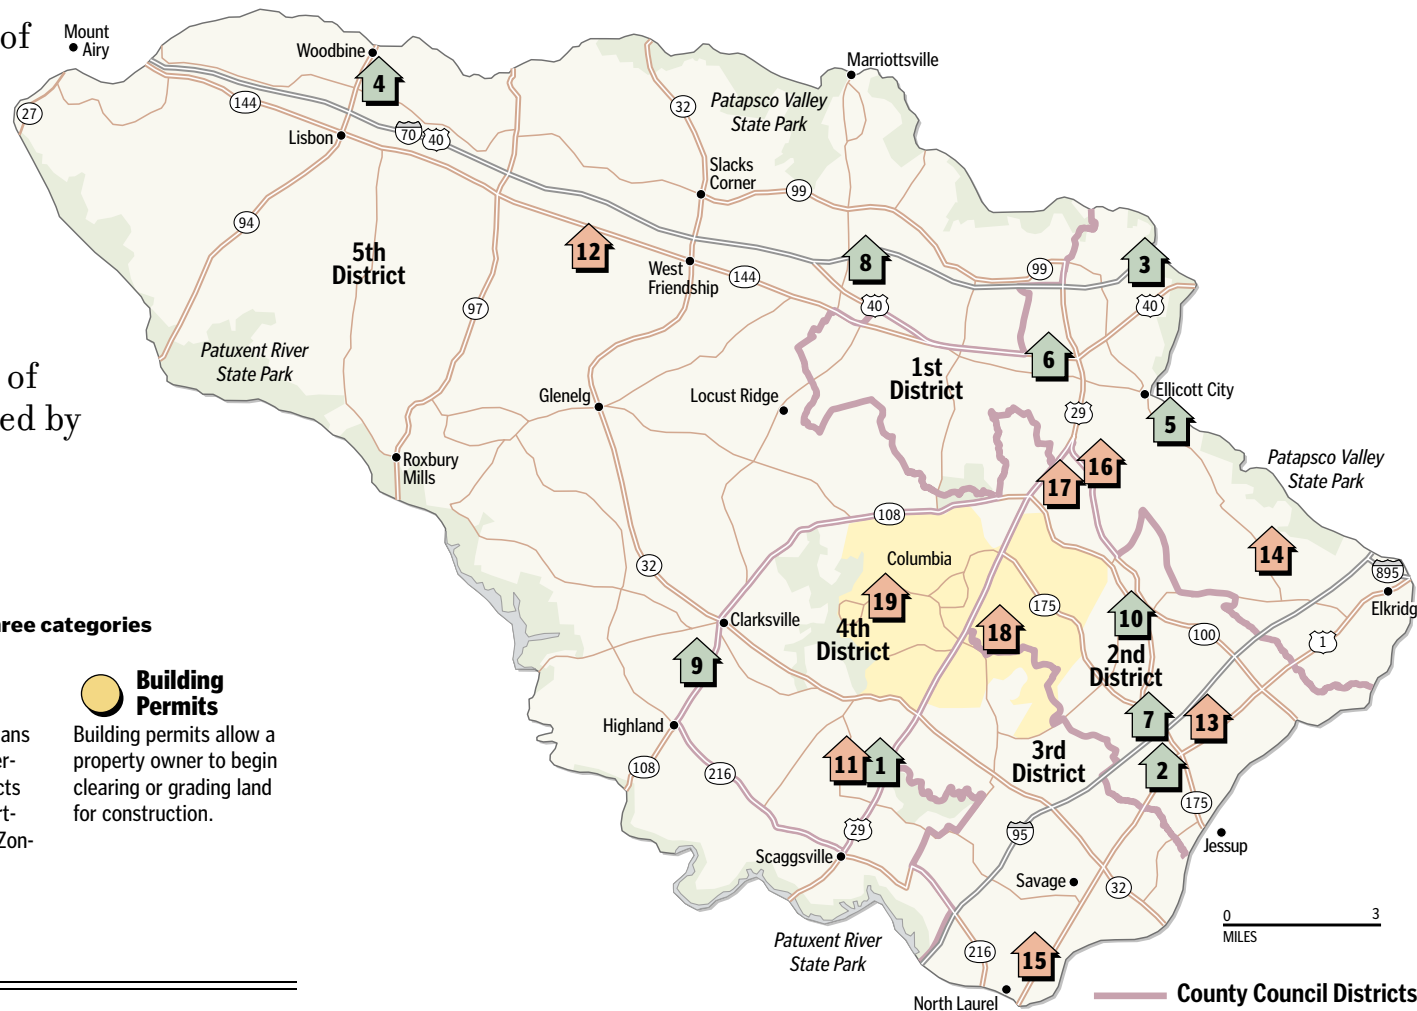 of
of
ed by
ree categories
Building
Permits
ans
er-
cts
rt-
Zon-
Building permits allow a
property owner to begin
clearing or grading land
for construction.
Mount
Airy
Woodbine
4
Marriottsville
27
144
Lisbon
70
40
32
Patapsco Valley
State Park
Slacks
Corner
99
94
5th
District
12
West
Friendship
144
8
99
3
40
40
97
Patuxent River
State Park
6
1st
District
Glenelg
Locust Ridge
Ellicott City
29
5
Roxbury
Mills
16
17
Patapsco Valley
State Park
108
14
Columbia
32
895
Elkridg
19
175
10
Clarksville
18
4th
District
100
1
2nd
District
9
7
13
Highland
3rd
District
11
1
2
108
216
175
29
95
Jessup
Scaggsville
Savage
32
0
3
MILES
Patuxent River
State Park
216
15
North Laurel
County Council Districts